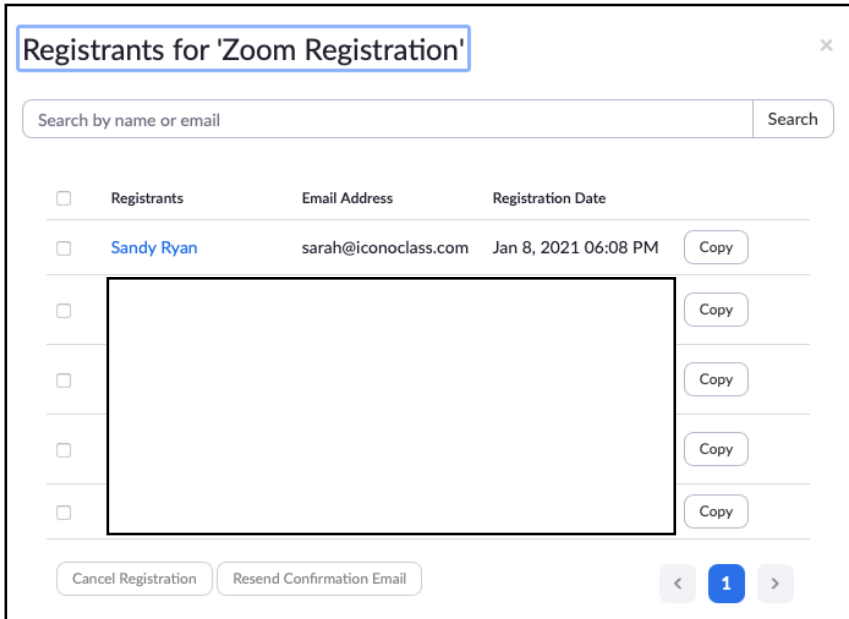 Registrants for 'Zoom Registration'
×
Search by name or email Search
Registrants Email Address Registration Date
Sandy Ryan sarah@iconoclass.com Jan 8, 2021 06:08 PM Copy
Copy
Copy
Copy
Copy
Cancel Registration Resend Confirmation Email < 1 >